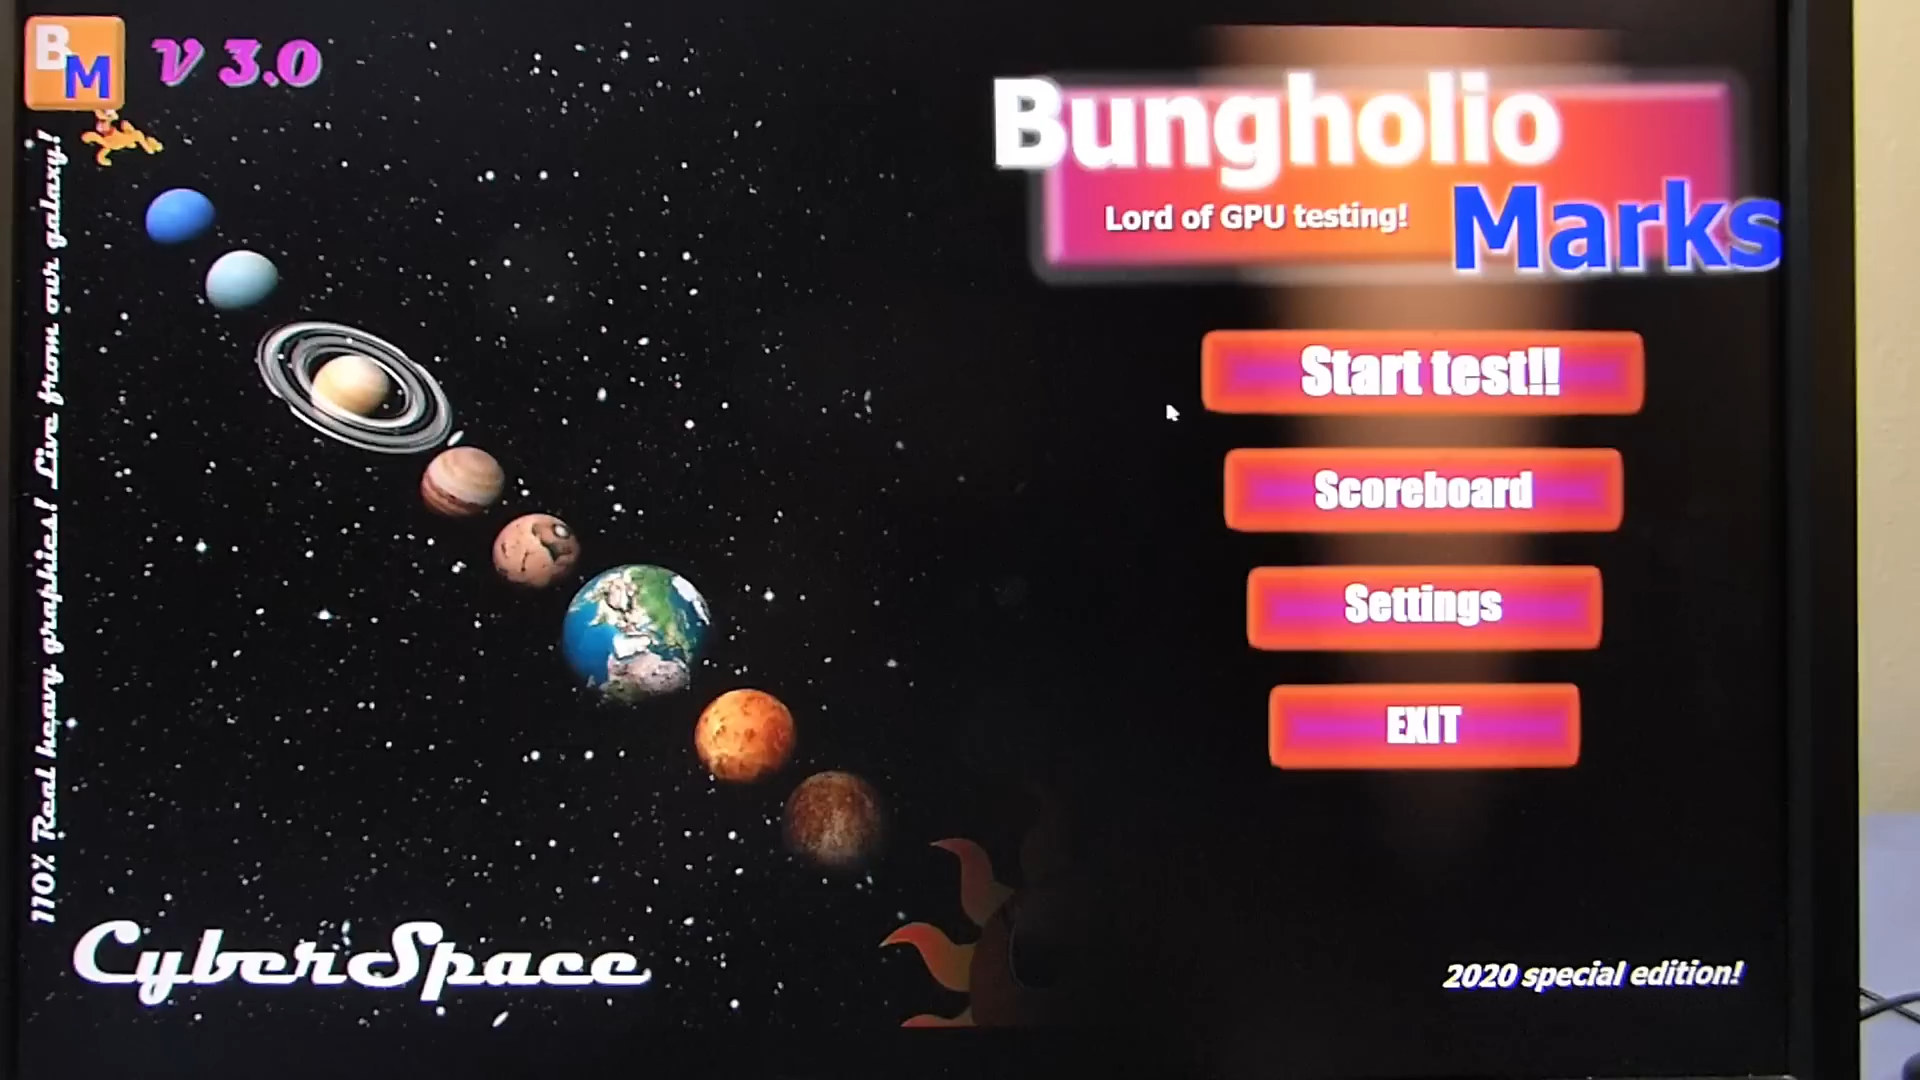 BM
V 3.0
110% Real heavy graphics! Live from our galaxy!
Bungholio
Marks
Lord of GPU testing!
Start test!!
Scoreboard
Settings
EXIT
CyberSpace
2020 special edition!